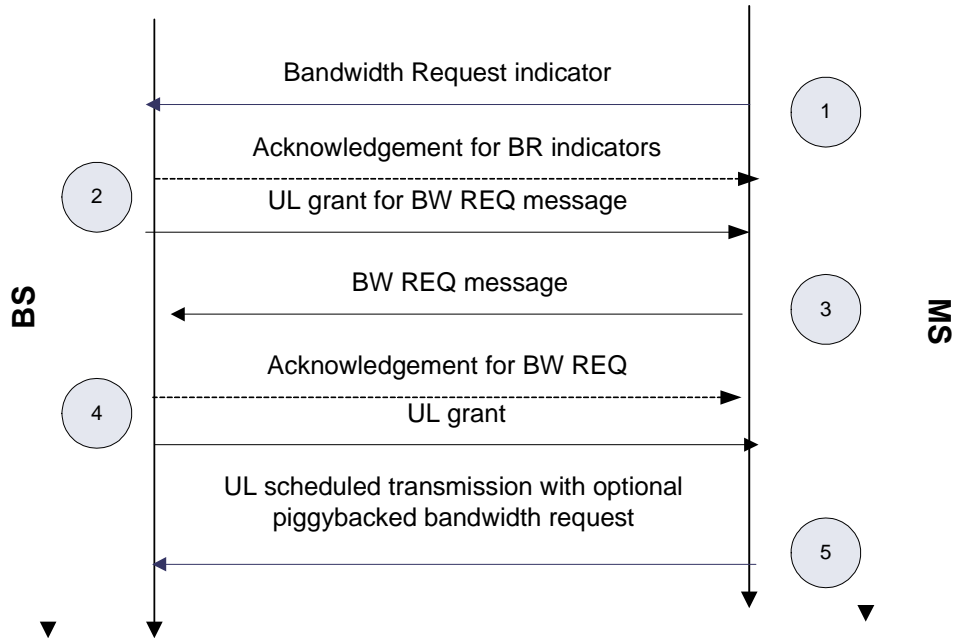 Bandwidth Request indicator
1
Acknowledgement for BR indicators
2
UL grant for BW REQ message
BW REQ message
3
BS
MS
Acknowledgement for BW REQ
4
UL grant
UL scheduled transmission with optional
piggybacked bandwidth request
5